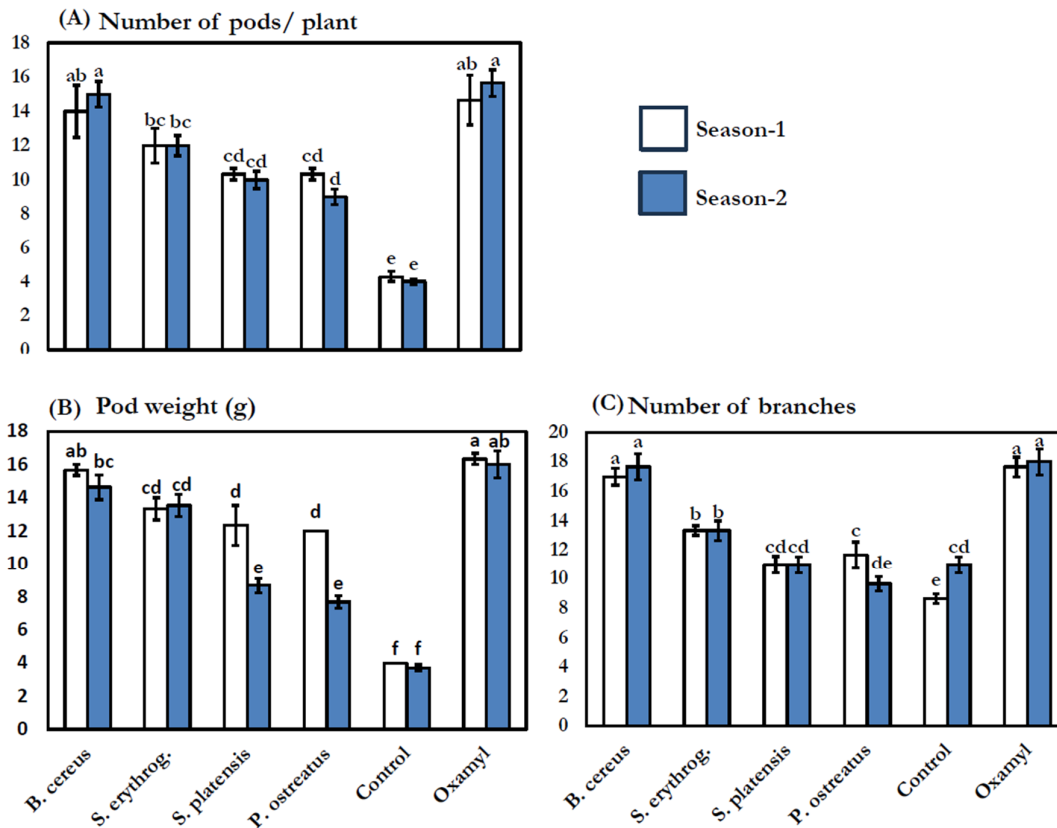 (A) Number of pods/ plant
18
16
14
12
10
8
6
4
2
0
ab a
bc bc
cd cd
cd d
e e
ab a
Season-1
Season-2
(B) Pod weight (g)
18
16
14
12
10
8
6
4
2
0
ab bc
cd cd
d e
d e
f f
a ab
B. cereus
S. erythrog.
S. platensis
P. ostreatus
Control
Oxamyl
(C) Number of branches
20
18
16
14
12
10
8
6
4
2
0
a a
b b
cd cd
c de
e cd
a a
B. cereus
S. erythrog.
S. platensis
P. ostreatus
Control
Oxamyl